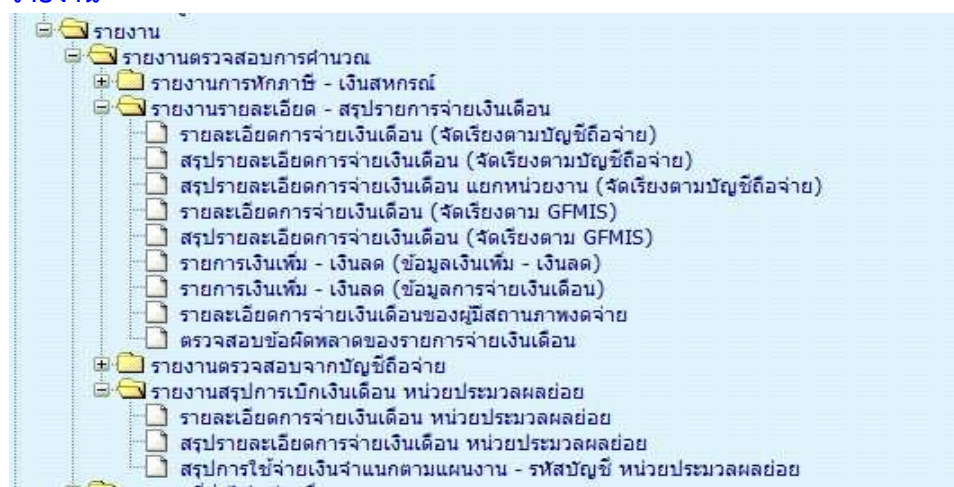 รายงาน
รายงานตรวจสอบการคำนวณ
รายงานการหักภาษี - เงินสหกรณ์
รายงานรายละเอียด - สรุปรายการจ่ายเงินเดือน
รายละเอียดการจ่ายเงินเดือน (จัดเรียงตามบัญชีถือจ่าย)
สรุปรายละเอียดการจ่ายเงินเดือน (จัดเรียงตามบัญชีถือจ่าย)
สรุปรายละเอียดการจ่ายเงินเดือน แยกหน่วยงาน (จัดเรียงตามบัญชีถือจ่าย)
รายละเอียดการจ่ายเงินเดือน (จัดเรียงตาม GFMIS)
สรุปรายละเอียดการจ่ายเงินเดือน (จัดเรียงตาม GFMIS)
รายการเงินเพิ่ม - เงินลด (ข้อมูลเงินเพิ่ม - เงินลด)
รายการเงินเพิ่ม - เงินลด (ข้อมูลการจ่ายเงินเดือน)
รายละเอียดการจ่ายเงินเดือนของผู้มีสถานภาพงดจ่าย
ตรวจสอบข้อผิดพลาดของรายการจ่ายเงินเดือน
รายงานตรวจสอบจากบัญชีถือจ่าย
รายงานสรุปการเบิกเงินเดือน หน่วยประมวลผลย่อย
รายละเอียดการจ่ายเงินเดือน หน่วยประมวลผลย่อย
สรุปรายละเอียดการจ่ายเงินเดือน หน่วยประมวลผลย่อย
สรุปการใช้จ่ายเงินจำแนกตามแผนงาน - รหัสบัญชี หน่วยประมวลผลย่อย